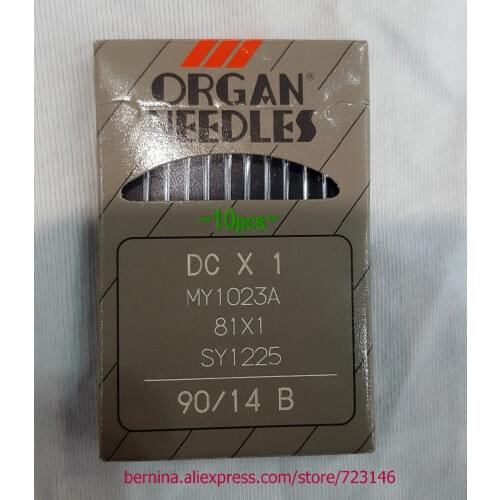 ORGAN®
NEEDLES
-10pcs-
DC X 1
MY1023A
81X1
SY1225
90/14 B
bernina.aliexpress.com/store/723146